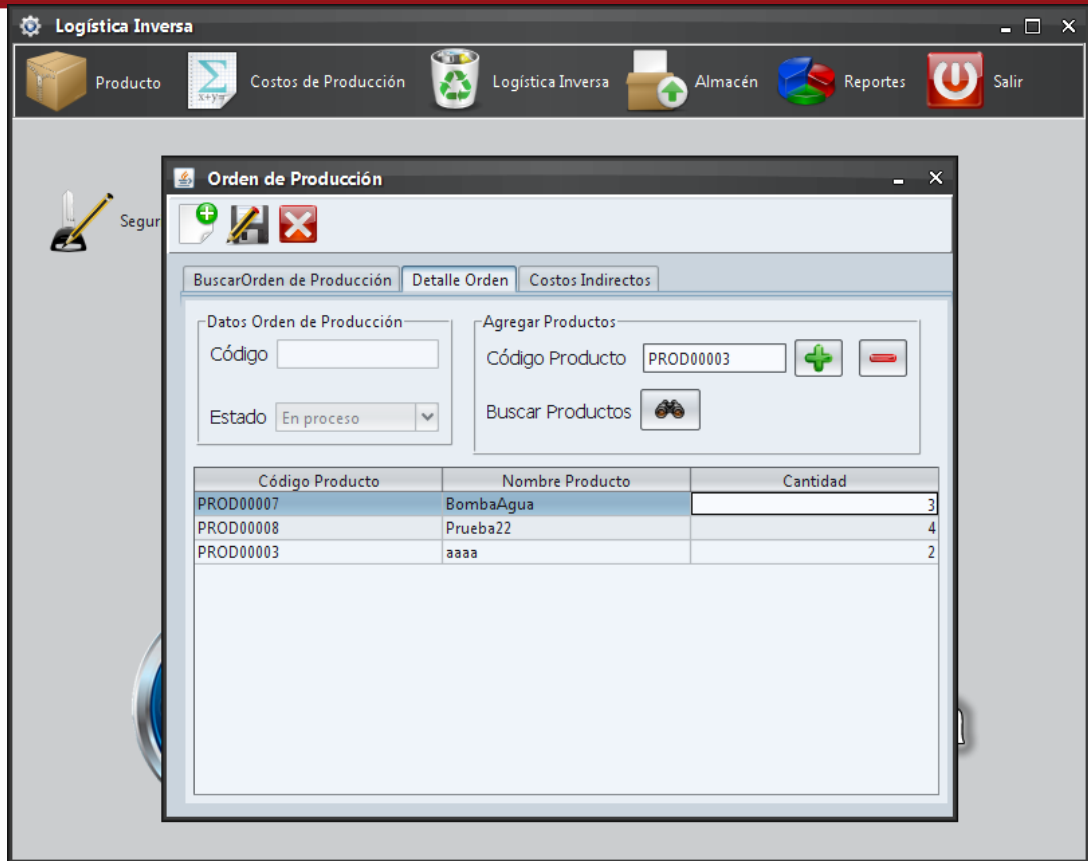 Logística Inversa
Producto Costos de Producción Logística Inversa Almacén Reportes Salir
x+y=
Orden de Producción
Segur
BuscarOrden de Producción Detalle Orden Costos Indirectos
Datos Orden de Producción
Código
Estado En proceso
Agregar Productos
Código Producto PROD00003
Buscar Productos
Código Producto Nombre Producto Cantidad
PROD00007 BombaAgua 3
PROD00008 Prueba22 4
PROD00003 aaaa 2